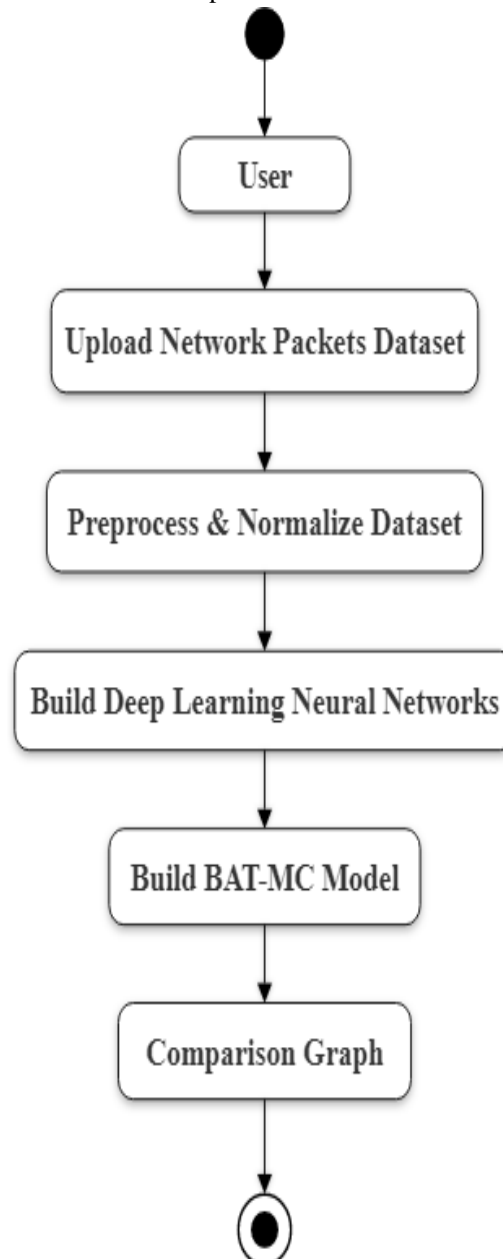 User
Upload Network Packets Dataset
Preprocess & Normalize Dataset
Build Deep Learning Neural Networks
Build BAT-MC Model
Comparison Graph